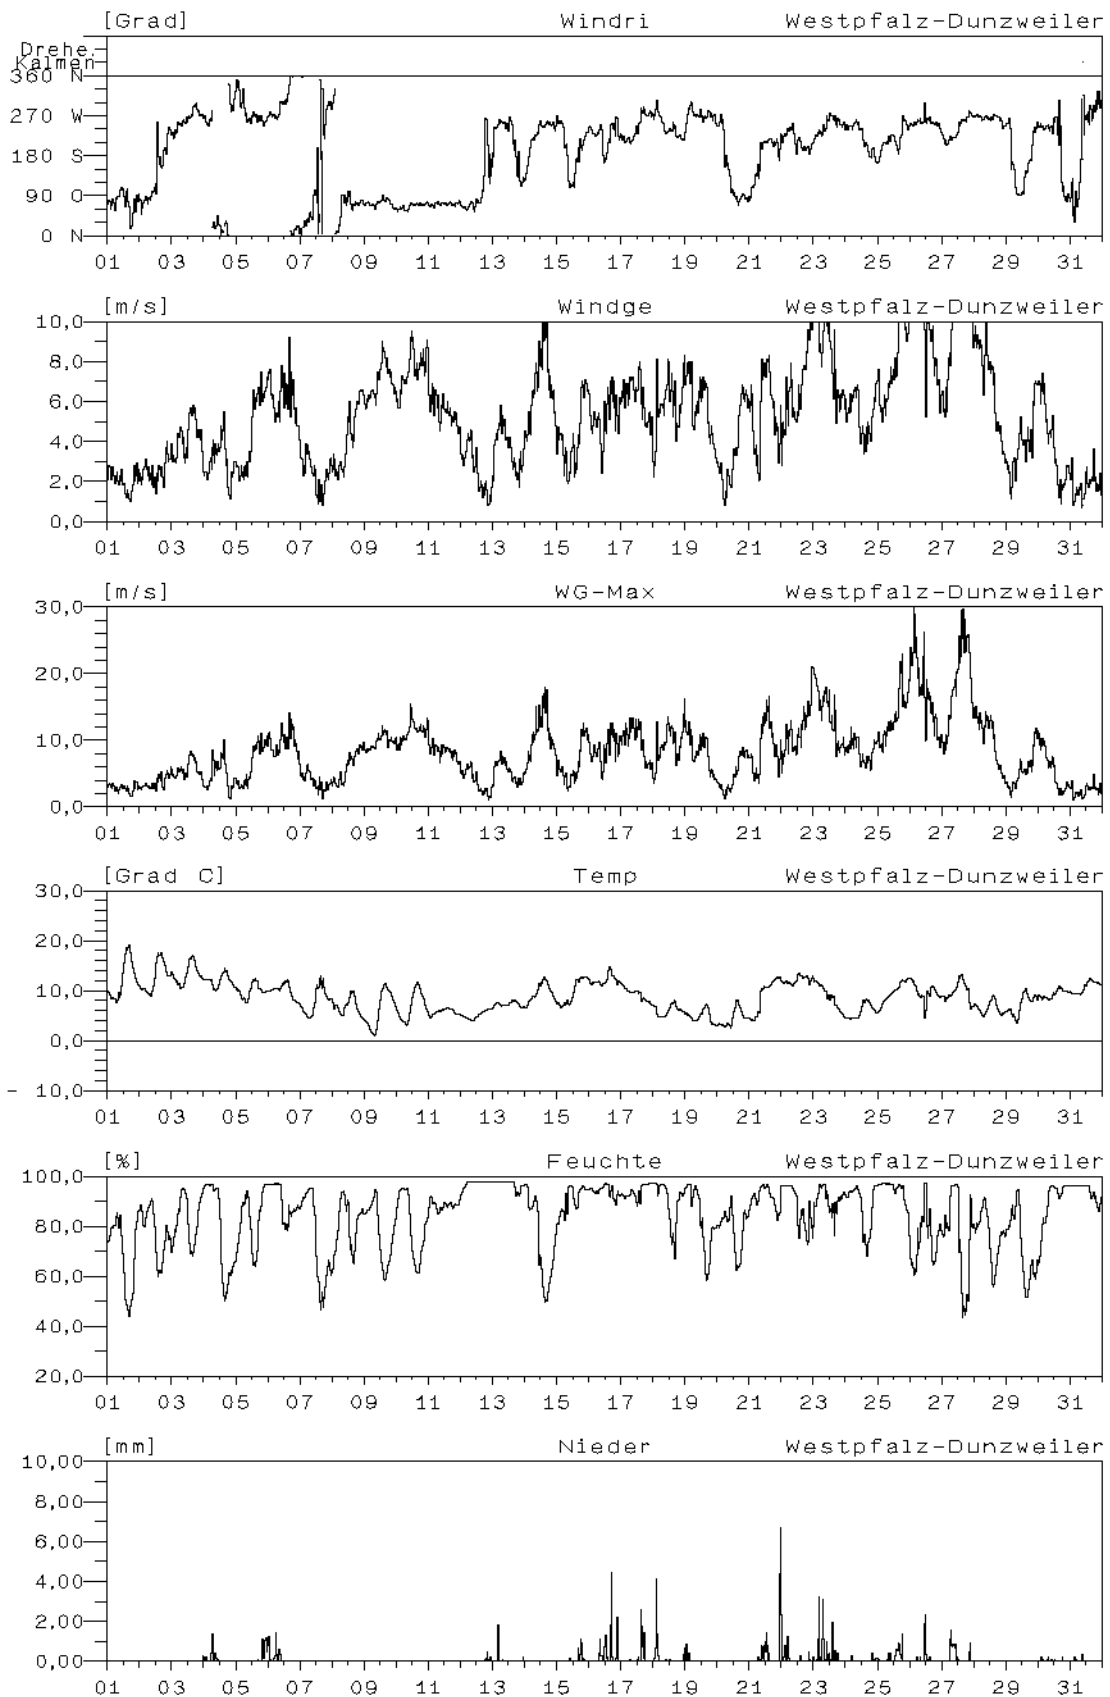 [Grad] Windri Westpfalz-Dunzweiler
Drehe.
Kalmen
360 N
270 W
180 S
90 O
0 N
01 03 05 07 09 11 13 15 17 19 21 23 25 27 29 31
[m/s] Windge Westpfalz-Dunzweiler
10,0
8,0
6,0
4,0
2,0
0,0
01 03 05 07 09 11 13 15 17 19 21 23 25 27 29 31
[m/s] WG-Max Westpfalz-Dunzweiler
30,0
20,0
10,0
0,0
01 03 05 07 09 11 13 15 17 19 21 23 25 27 29 31
[Grad C] Temp Westpfalz-Dunzweiler
30,0
20,0
10,0
0,0
- 10,0
01 03 05 07 09 11 13 15 17 19 21 23 25 27 29 31
[%] Feuchte Westpfalz-Dunzweiler
100,0
80,0
60,0
40,0
20,0
01 03 05 07 09 11 13 15 17 19 21 23 25 27 29 31
[mm] Nieder Westpfalz-Dunzweiler
10,00
8,00
6,00
4,00
2,00
0,00
01 03 05 07 09 11 13 15 17 19 21 23 25 27 29 31